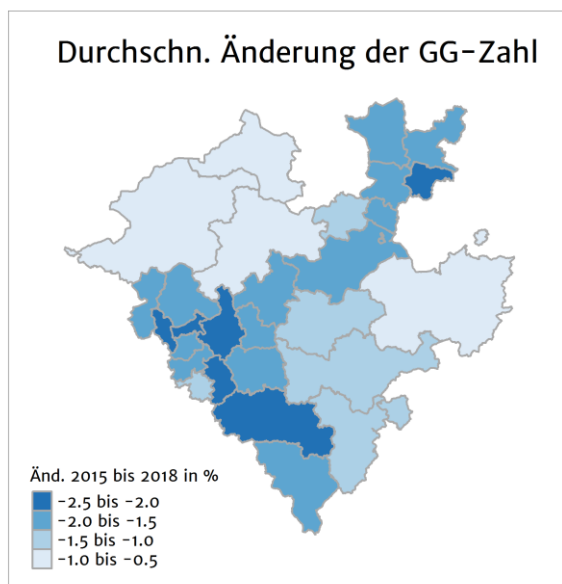 Durchschn. Änderung der GG-Zahl
Änd. 2015 bis 2018 in %
-2.5 bis -2.0
-2.0 bis -1.5
-1.5 bis -1.0
-1.0 bis -0.5